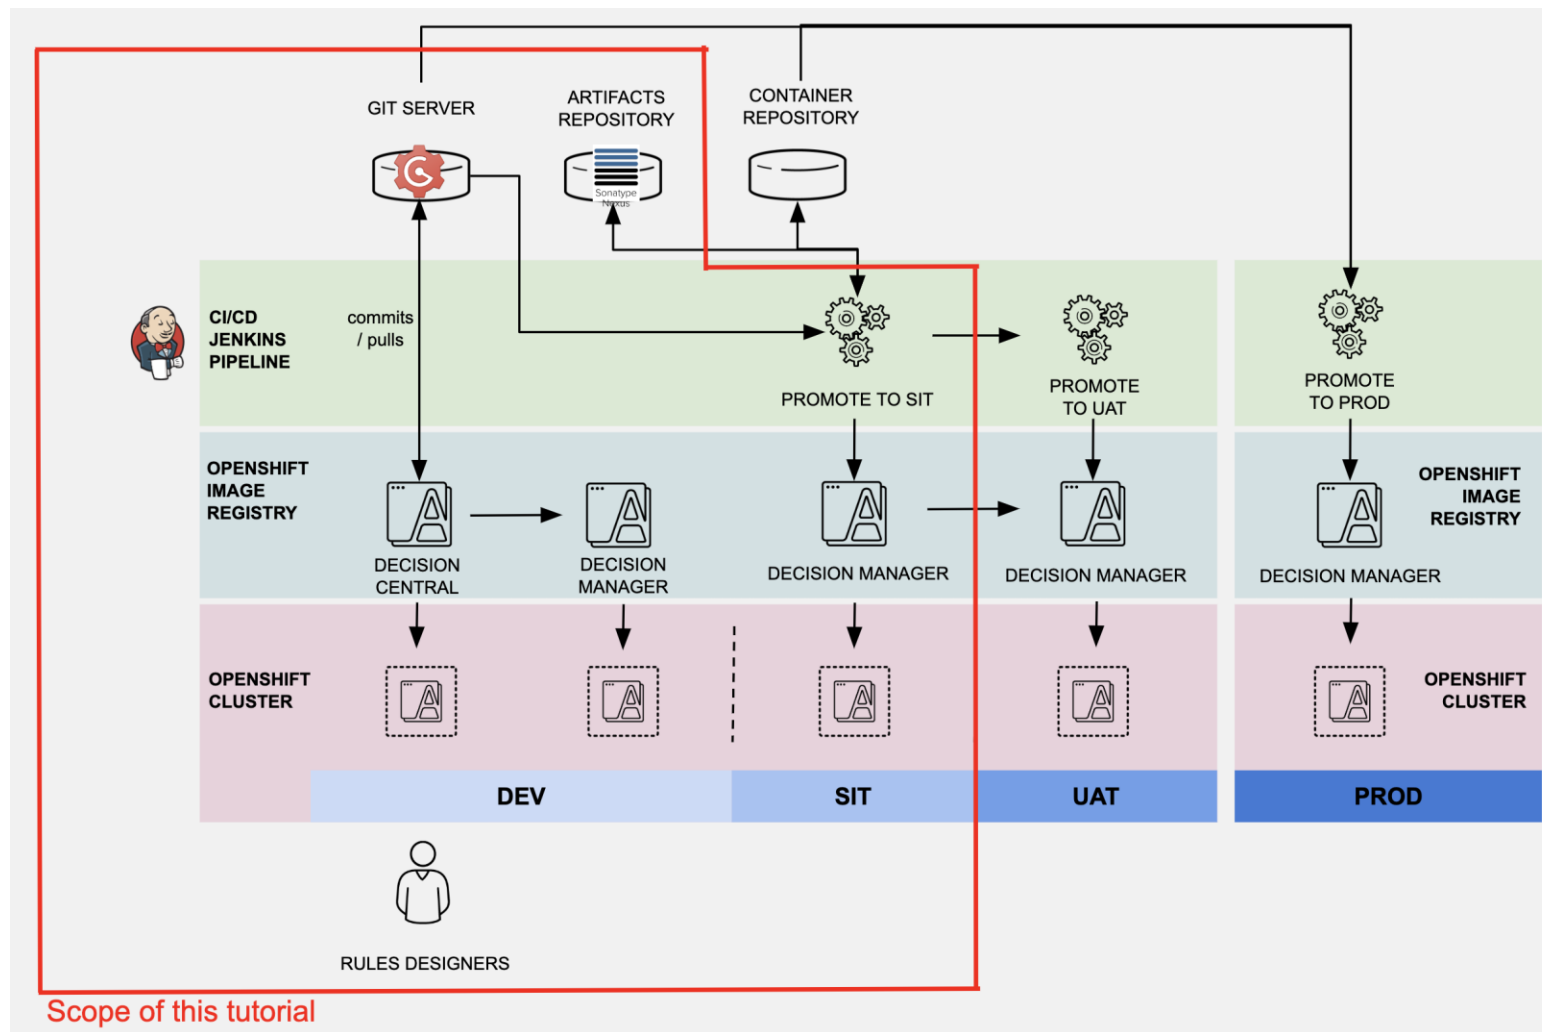 GIT SERVER
ARTIFACTS
REPOSITORY
CONTAINER
REPOSITORY
Sonatype
Nexus
CI/CD
JENKINS
PIPELINE
commits
/ pulls
PROMOTE TO SIT
PROMOTE
TO UAT
PROMOTE
TO PROD
OPENSHIFT
IMAGE
REGISTRY
DECISION
CENTRAL
DECISION
MANAGER
DECISION MANAGER
DECISION MANAGER
DECISION MANAGER
OPENSHIFT
IMAGE
REGISTRY
OPENSHIFT
CLUSTER
OPENSHIFT
CLUSTER
DEV
SIT
UAT
PROD
RULES DESIGNERS
Scope of this tutorial